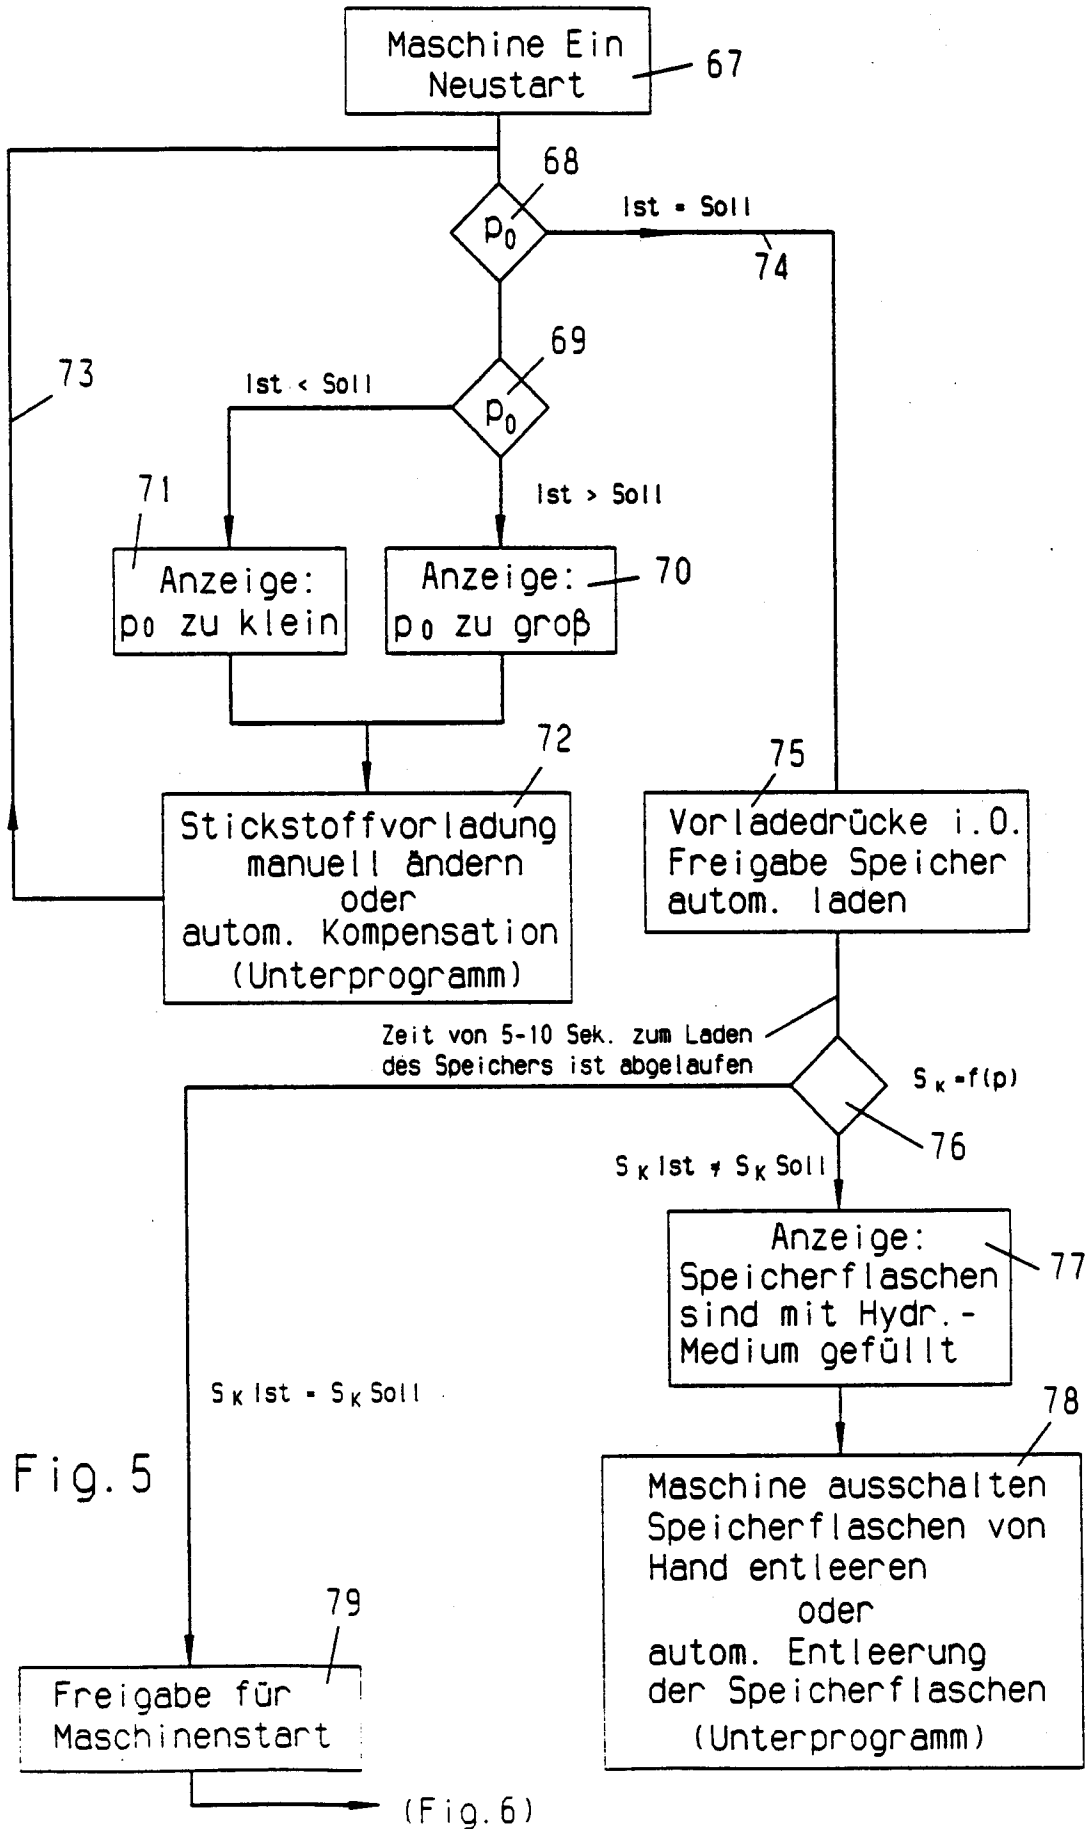 Maschine Ein
Neustart
67
68
p0
Ist = Soll
74
69
p0
73
Ist < Soll
Ist > Soll
71
Anzeige:
p0 zu klein
Anzeige:
p0 zu groß
70
72
Stickstoffvorladung
manuell ändern
oder
autom. Kompensation
(Unterprogramm)
75
Vorladedrücke i.O.
Freigabe Speicher
autom. laden
Zeit von 5-10 Sek. zum Laden
des Speichers ist abgelaufen
SK=f(p)
76
SK Ist ≠ SK Soll
Anzeige:
Speicherflaschen
sind mit Hydr.-
Medium gefüllt
77
SK Ist = SK Soll
78
Maschine ausschalten
Speicherflaschen von
Hand entleeren
oder
autom. Entleerung
der Speicherflaschen
(Unterprogramm)
Fig.5
79
Freigabe für
Maschinenstart
(Fig.6)